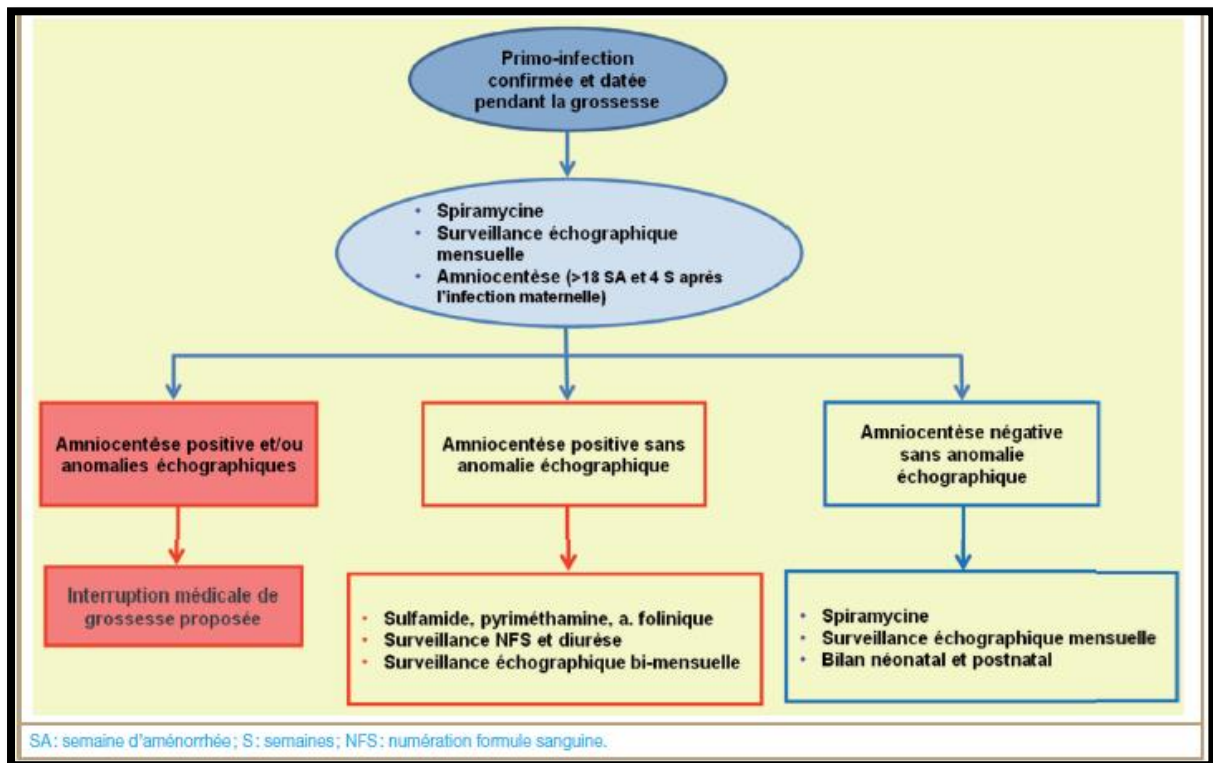 Primo-infection
confirmée et datée
pendant la grossesse
• Spiramycine
• Surveillance échographique
mensuelle
• Amniocentèse (>18 SA et 4 S après
l'infection maternelle)
Amniocentèse positive et/ou
anomalies échographiques
Amniocentèse positive sans
anomalie échographique
Amniocentèse négative
sans anomalie
échographique
Interruption médicale de
grossesse proposée
• Sulfamide, pyriméthamine, a. folinique
• Surveillance NFS et diurèse
• Surveillance échographique bi-mensuelle
• Spiramycine
• Surveillance échographique mensuelle
• Bilan néonatal et postnatal
SA: semaine d'aménorrhée; S: semaines; NFS: numération formule sanguine.